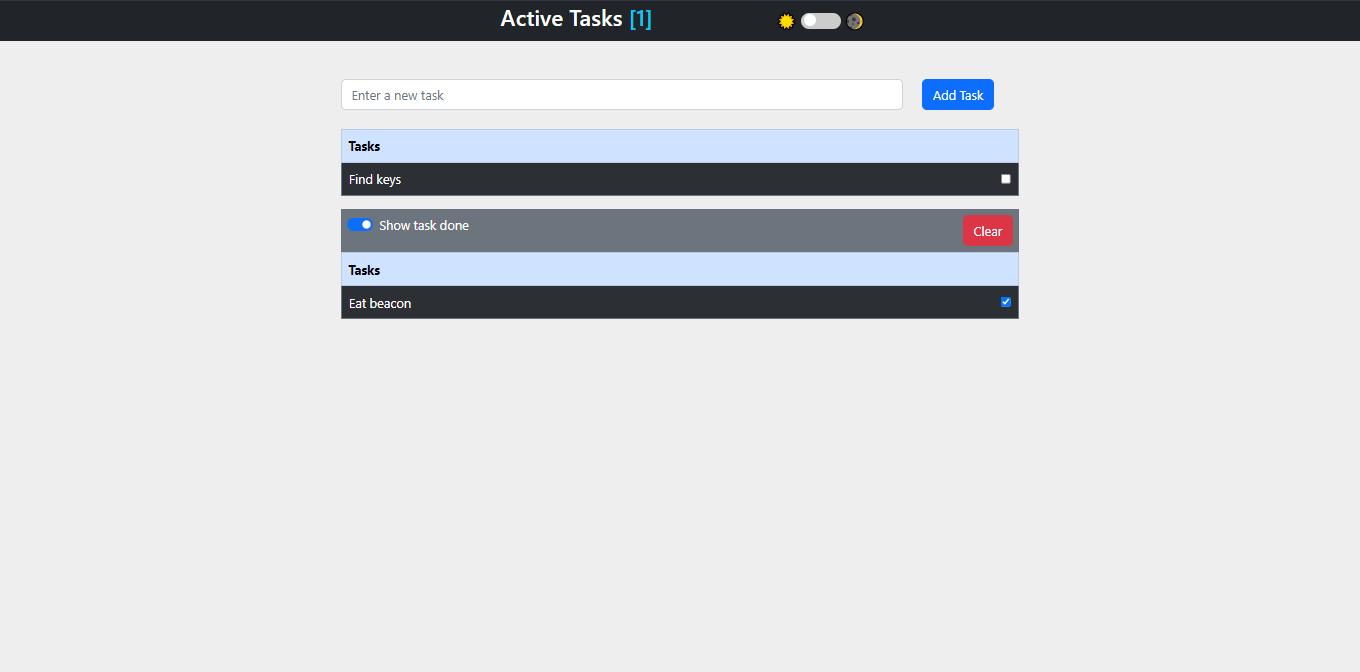 Active Tasks [1]
Enter a new task
Add Task
Tasks
Find keys
Show task done
Clear
Tasks
Eat beacon